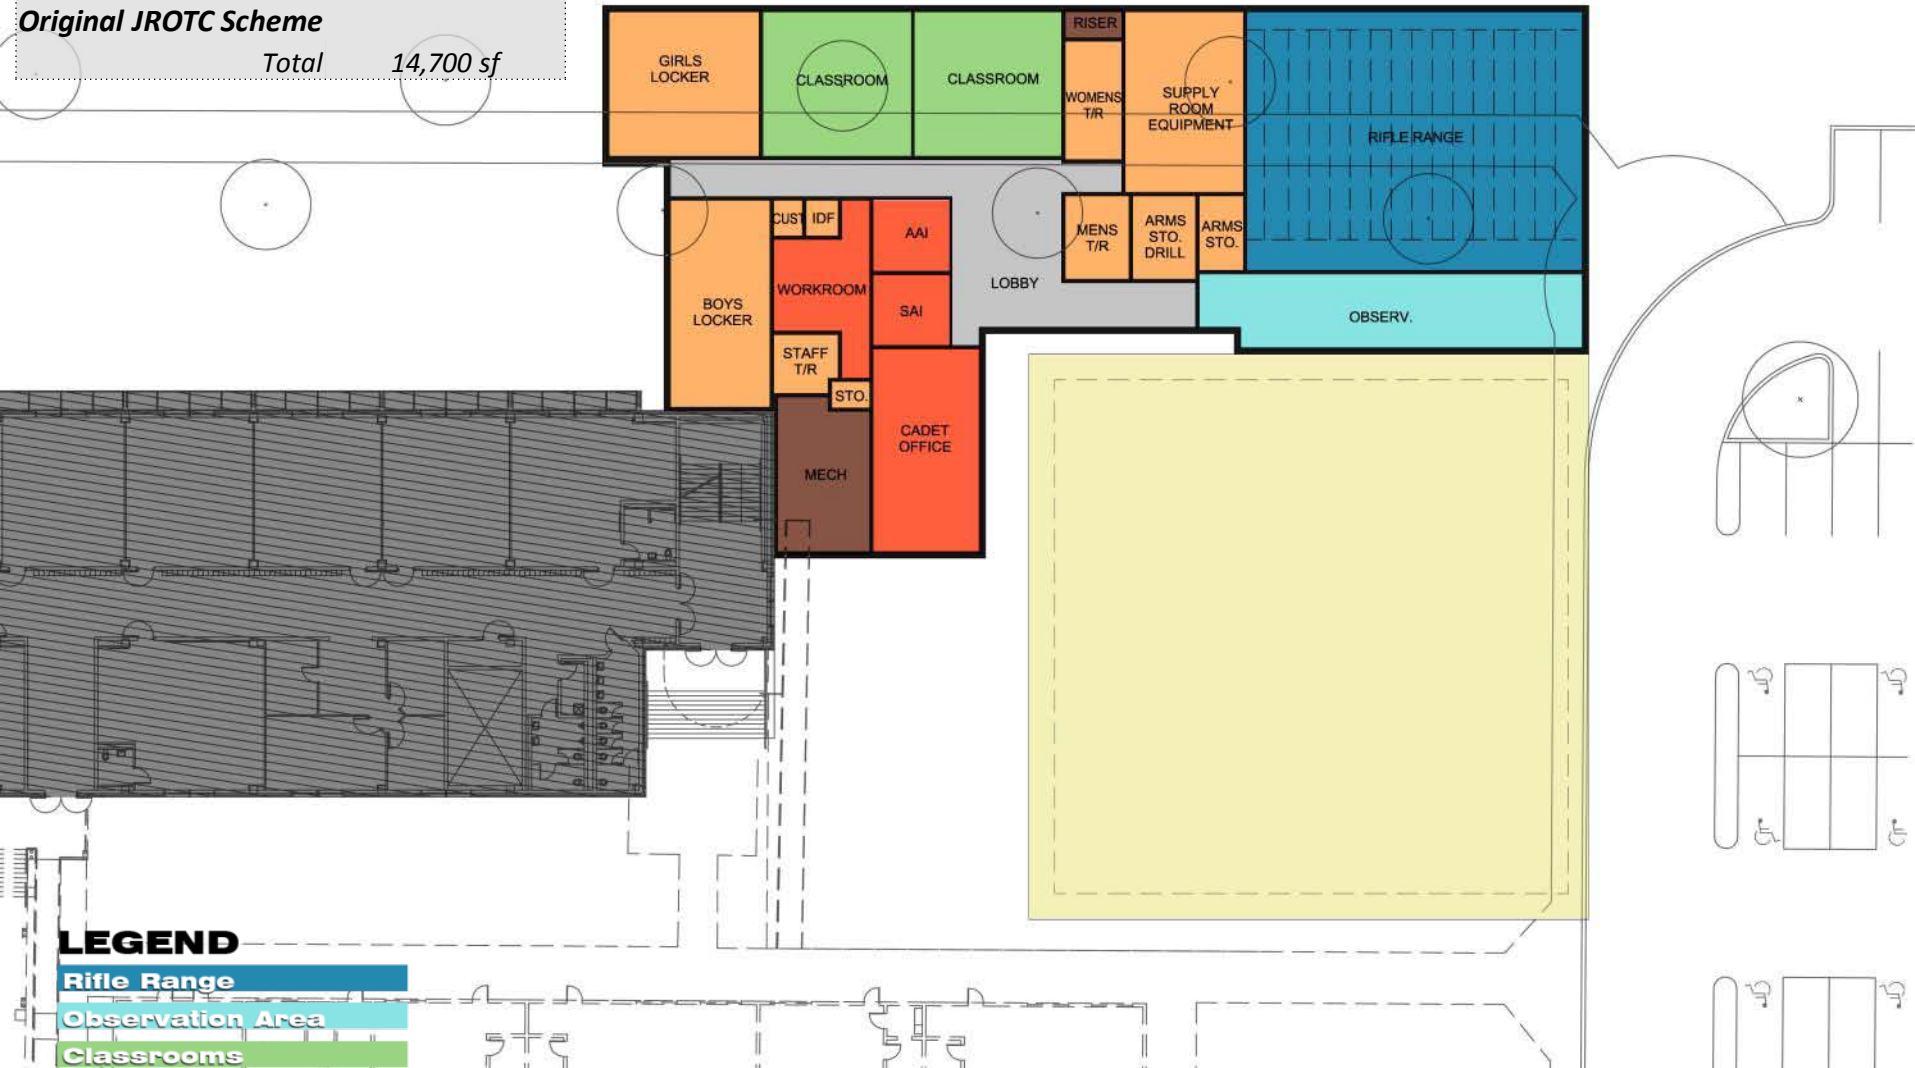 Original JROTC Scheme
Total 14,700 sf
GIRLS
LOCKER
CLASSROOM
CLASSROOM
RISER
WOMENS
T/R
SUPPLY
ROOM
EQUIPMENT
RIFLE RANGE
CUST
IDF
AAI
MENS
T/R
ARMS
STO.
DRILL
ARMS
STO.
BOYS
LOCKER
WORKROOM
SAI
LOBBY
OBSERV.
STAFF
T/R
STO.
CADET
OFFICE
MECH
LEGEND
Rifle Range
Observation Area
Classrooms